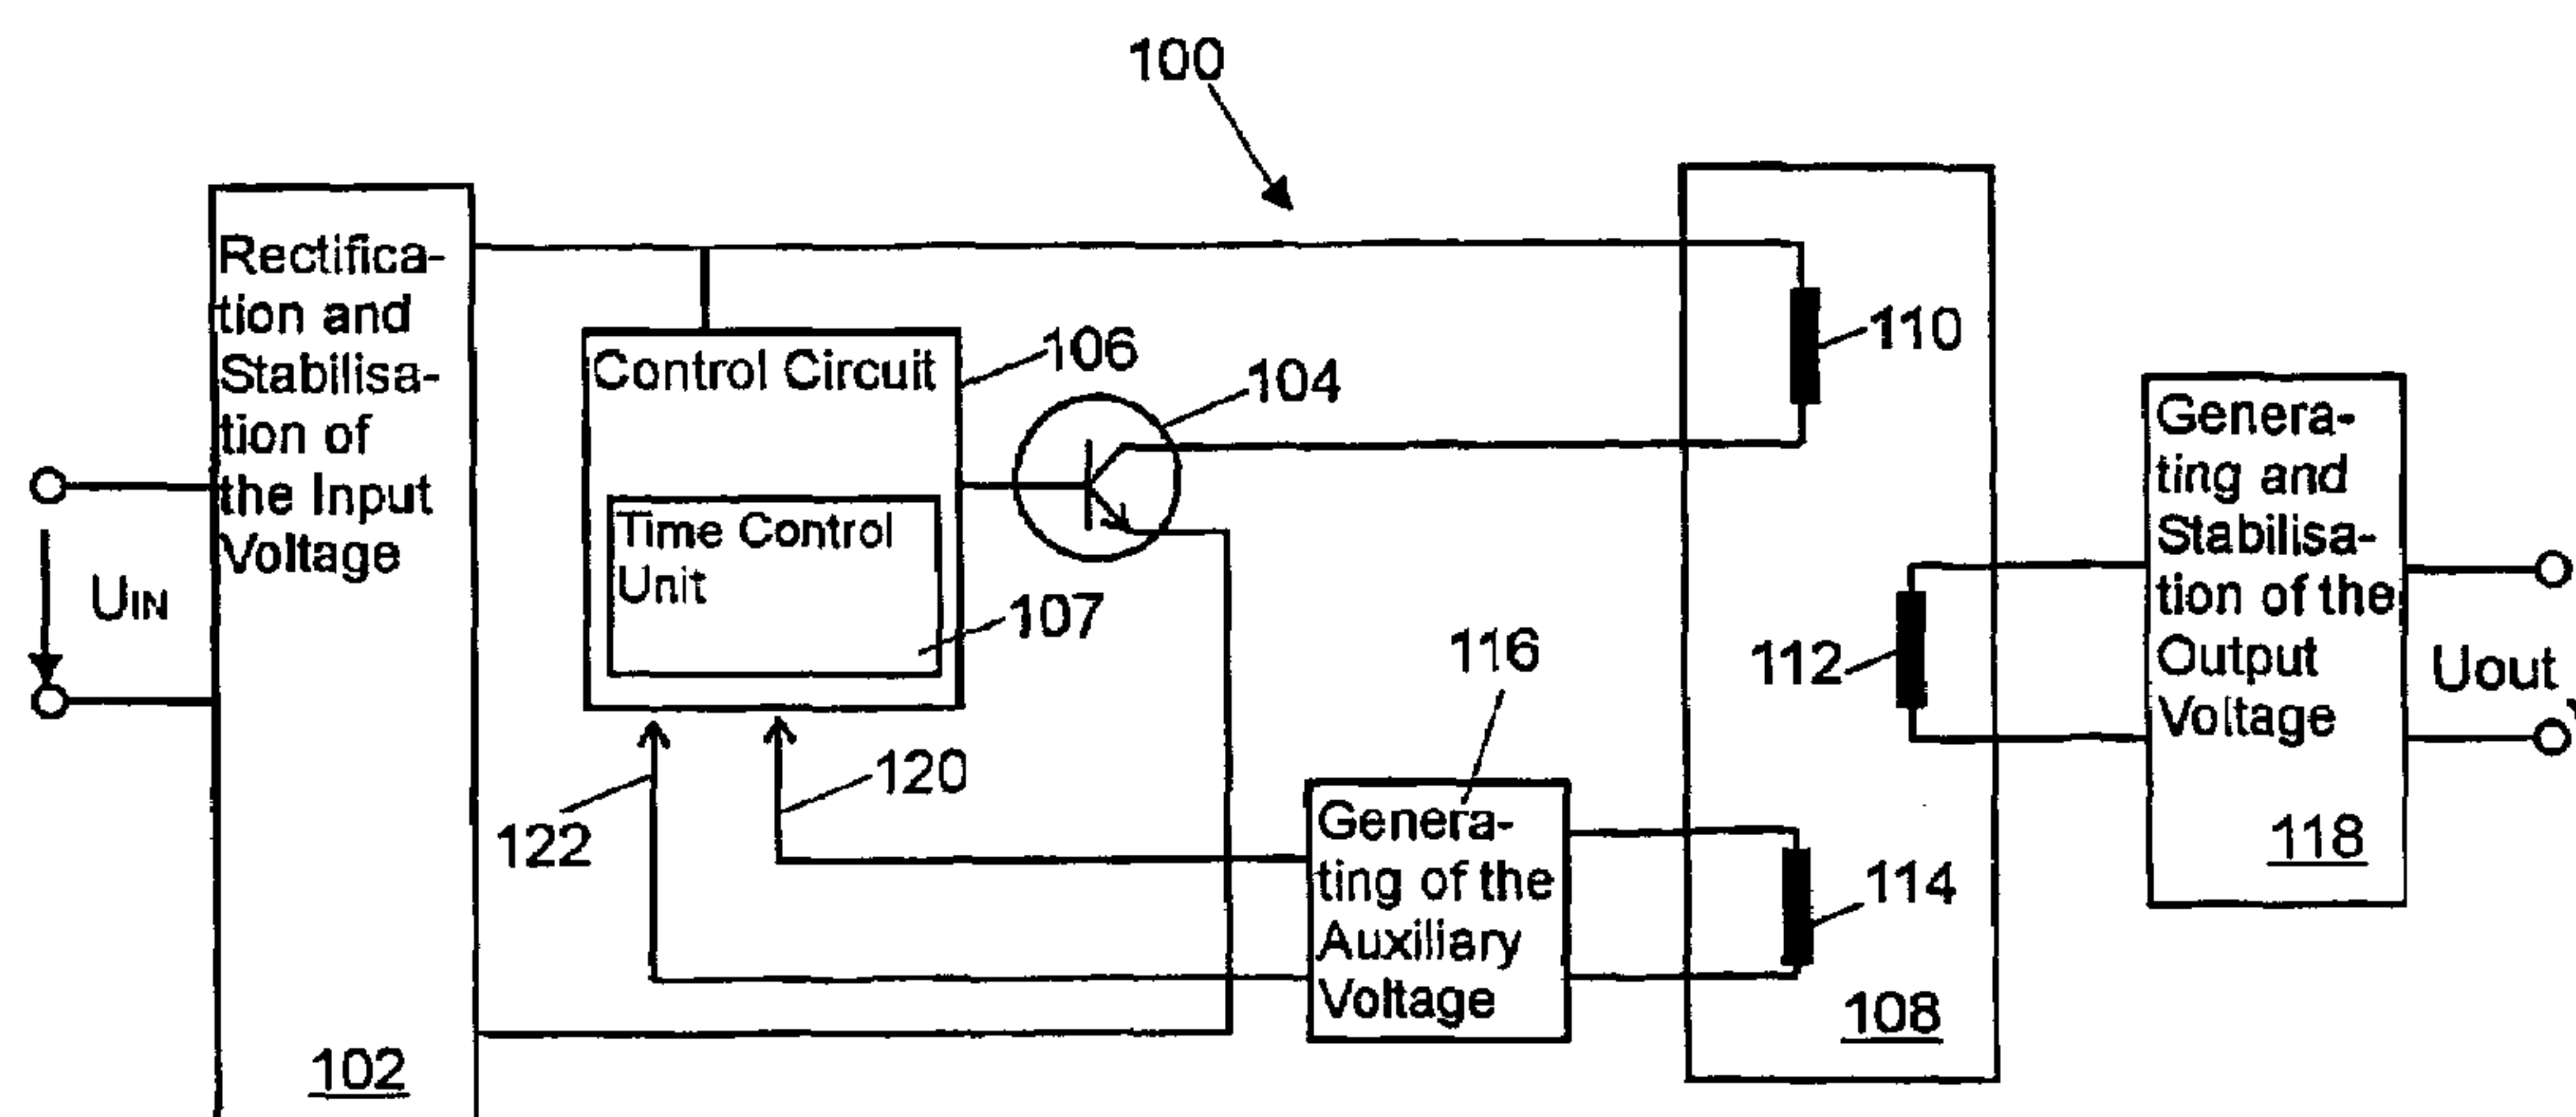 100
Rectifica-
tion and
Stabilisa-
tion of
the Input
Voltage
102
UIN
Control Circuit
Time Control
Unit
106
107
104
110
112
114
108
116
Genera-
ting of the
Auxiliary
Voltage
120
122
Genera-
ting and
Stabilisa-
tion of the
Output
Voltage
118
Uout